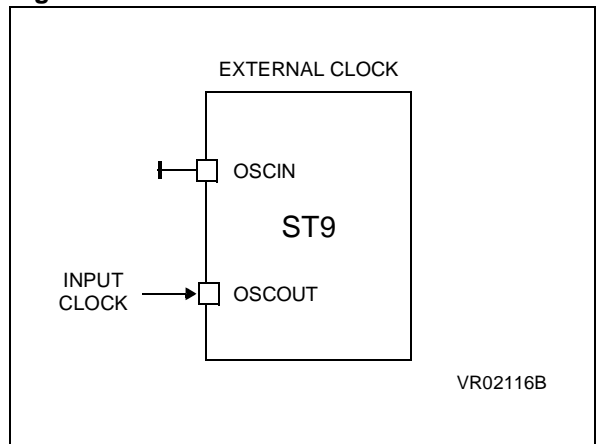 EXTERNAL CLOCK
OSCIN
ST9
INPUT
CLOCK
OSCOUT
VR02116B